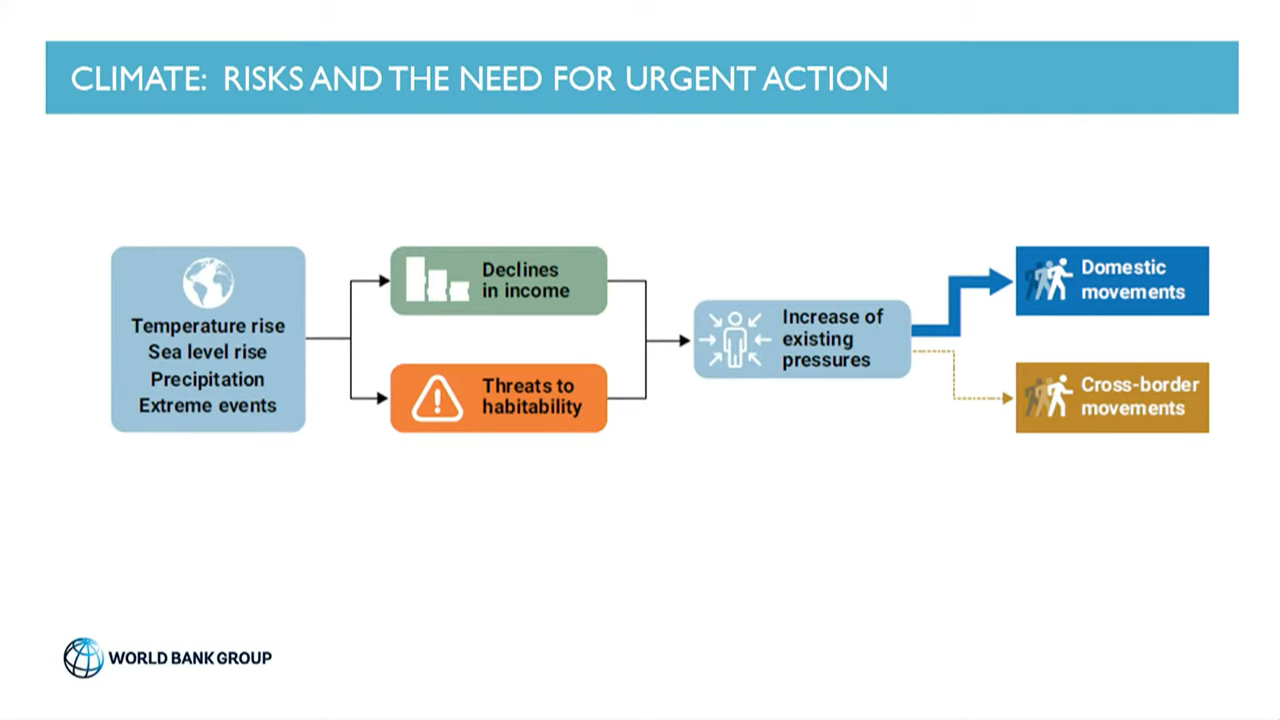 CLIMATE: RISKS AND THE NEED FOR URGENT ACTION
Temperature rise
Sea level rise
Precipitation
Extreme events
Declines
in income
Threats to
habitability
Increase of
existing
pressures
Domestic
movements
Cross-border
movements
WORLD BANK GROUP